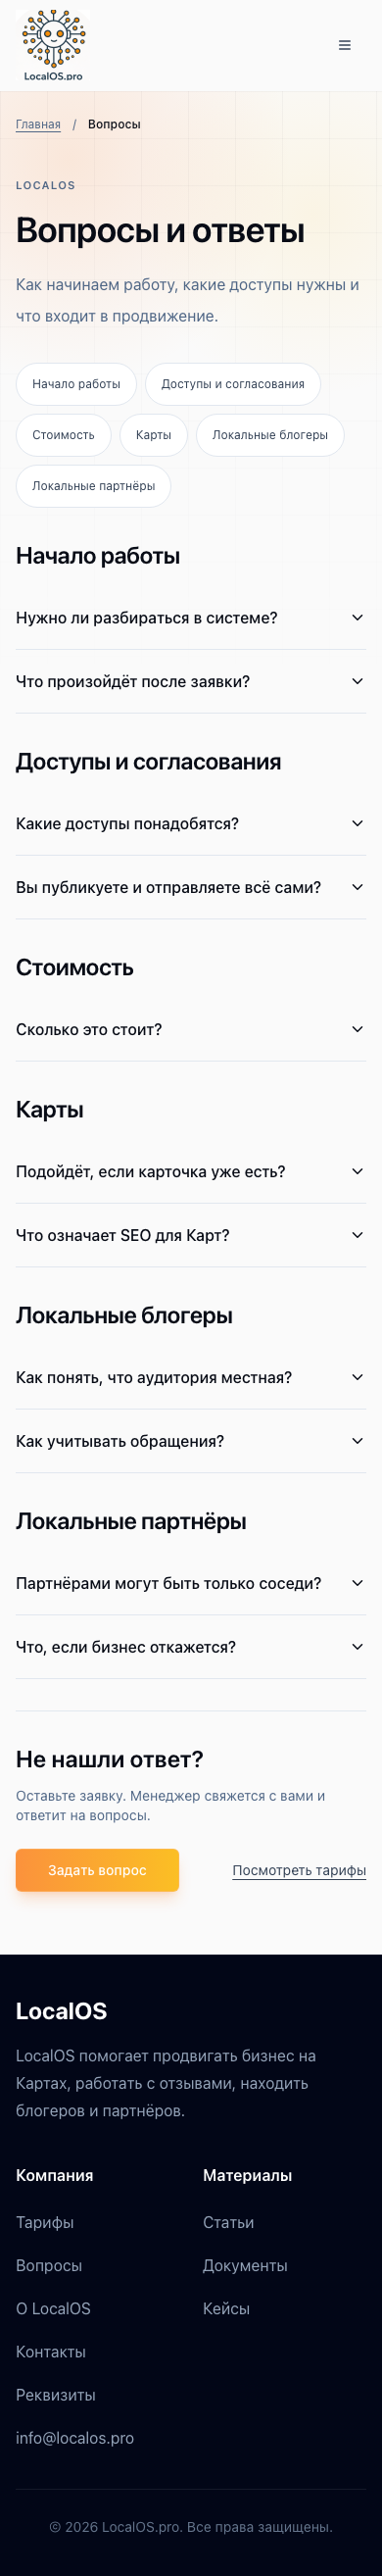 LocalOS.pro
Главная / Вопросы
LOCALOS
Вопросы и ответы
Как начинаем работу, какие доступы нужны и
что входит в продвижение.
Начало работы
Доступы и согласования
Стоимость
Карты
Локальные блогеры
Локальные партнёры
Начало работы
Нужно ли разбираться в системе?
Что произойдёт после заявки?
Доступы и согласования
Какие доступы понадобятся?
Вы публикуете и отправляете всё сами?
Стоимость
Сколько это стоит?
Карты
Подойдёт, если карточка уже есть?
Что означает SEO для Карт?
Локальные блогеры
Как понять, что аудитория местная?
Как учитывать обращения?
Локальные партнёры
Партнёрами могут быть только соседи?
Что, если бизнес откажется?
Не нашли ответ?
Оставьте заявку. Менеджер свяжется с вами и
ответит на вопросы.
Задать вопрос
Посмотреть тарифы
LocalOS
LocalOS помогает продвигать бизнес на
Картах, работать с отзывами, находить
блогеров и партнёров.
Компания
Тарифы
Вопросы
О LocalOS
Контакты
Реквизиты
info@localos.pro
Материалы
Статьи
Документы
Кейсы
© 2026 LocalOS.pro. Все права защищены.